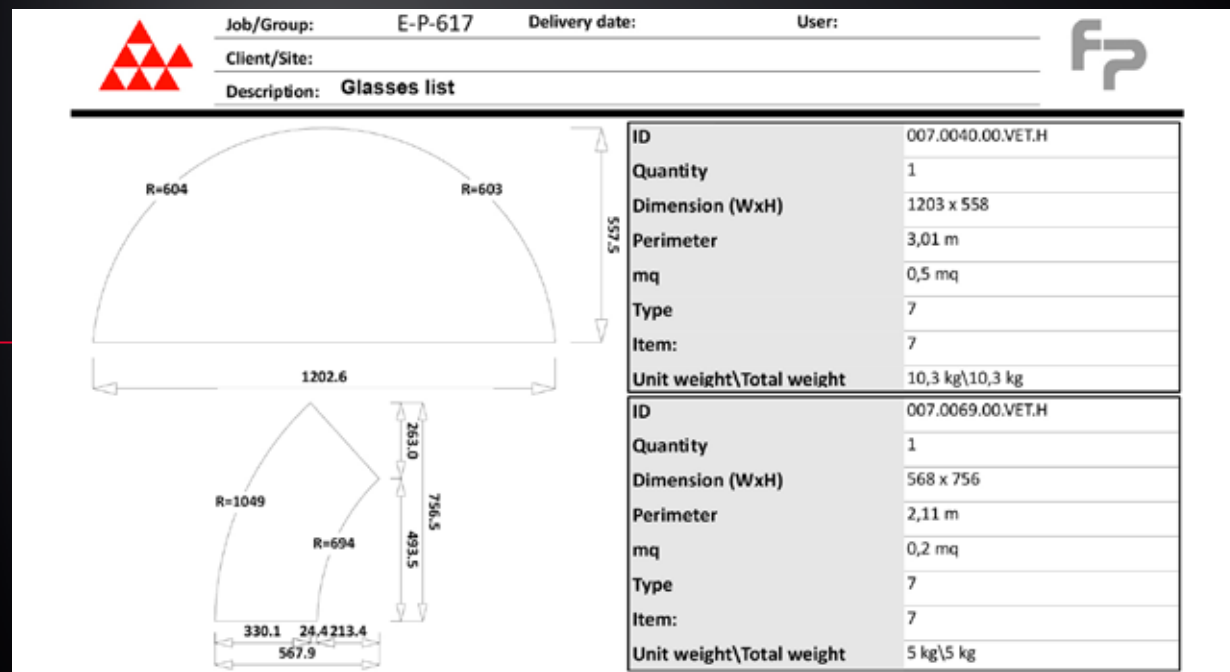 Job/Group: E-P-617 Delivery date: User:
Client/Site:
Description: Glasses list
FP
R=604 R=603
557.5
1202.6
ID 007.0040.00.VET.H
Quantity 1
Dimension (WxH) 1203 x 558
Perimeter 3,01 m
mq 0,5 mq
Type 7
Item: 7
Unit weight\Total weight 10,3 kg\10,3 kg
263.0
R=1049
756.5
R=694
493.5
330.1 24.4 213.4
567.9
ID 007.0069.00.VET.H
Quantity 1
Dimension (WxH) 568 x 756
Perimeter 2,11 m
mq 0,2 mq
Type 7
Item: 7
Unit weight\Total weight 5 kg\5 kg